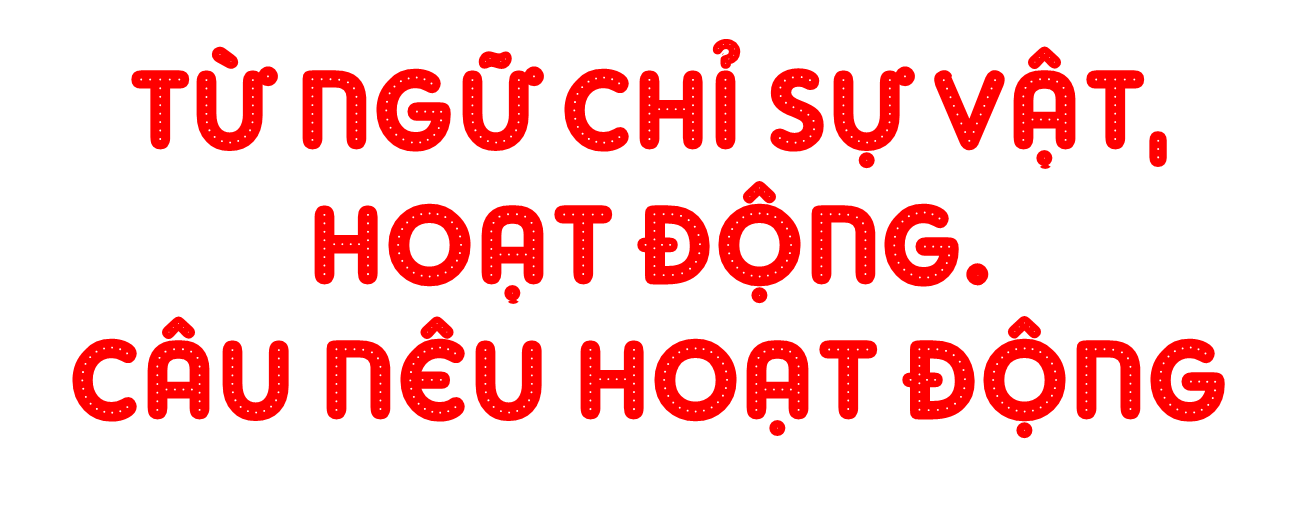 TỪ NGỮ CHỈ SỰ VẬT,
HOẠT ĐỘNG.
CÂU NÊU HOẠT ĐỘNG